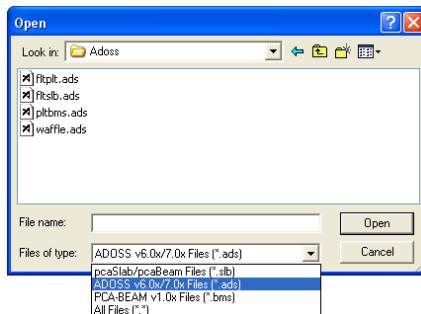 Open
Look in: Adoss
fltplt.ads
fltslb.ads
pltbms.ads
waffle.ads
File name: Open
Files of type: ADOSS v6.0x/7.0x Files (*.ads) Cancel
pcaSlab/pcaBeam Files (*.slb)
ADOSS v6.0x/7.0x Files (*.ads)
PCA-BEAM v1.0x Files (*.bms)
All Files (*.*)